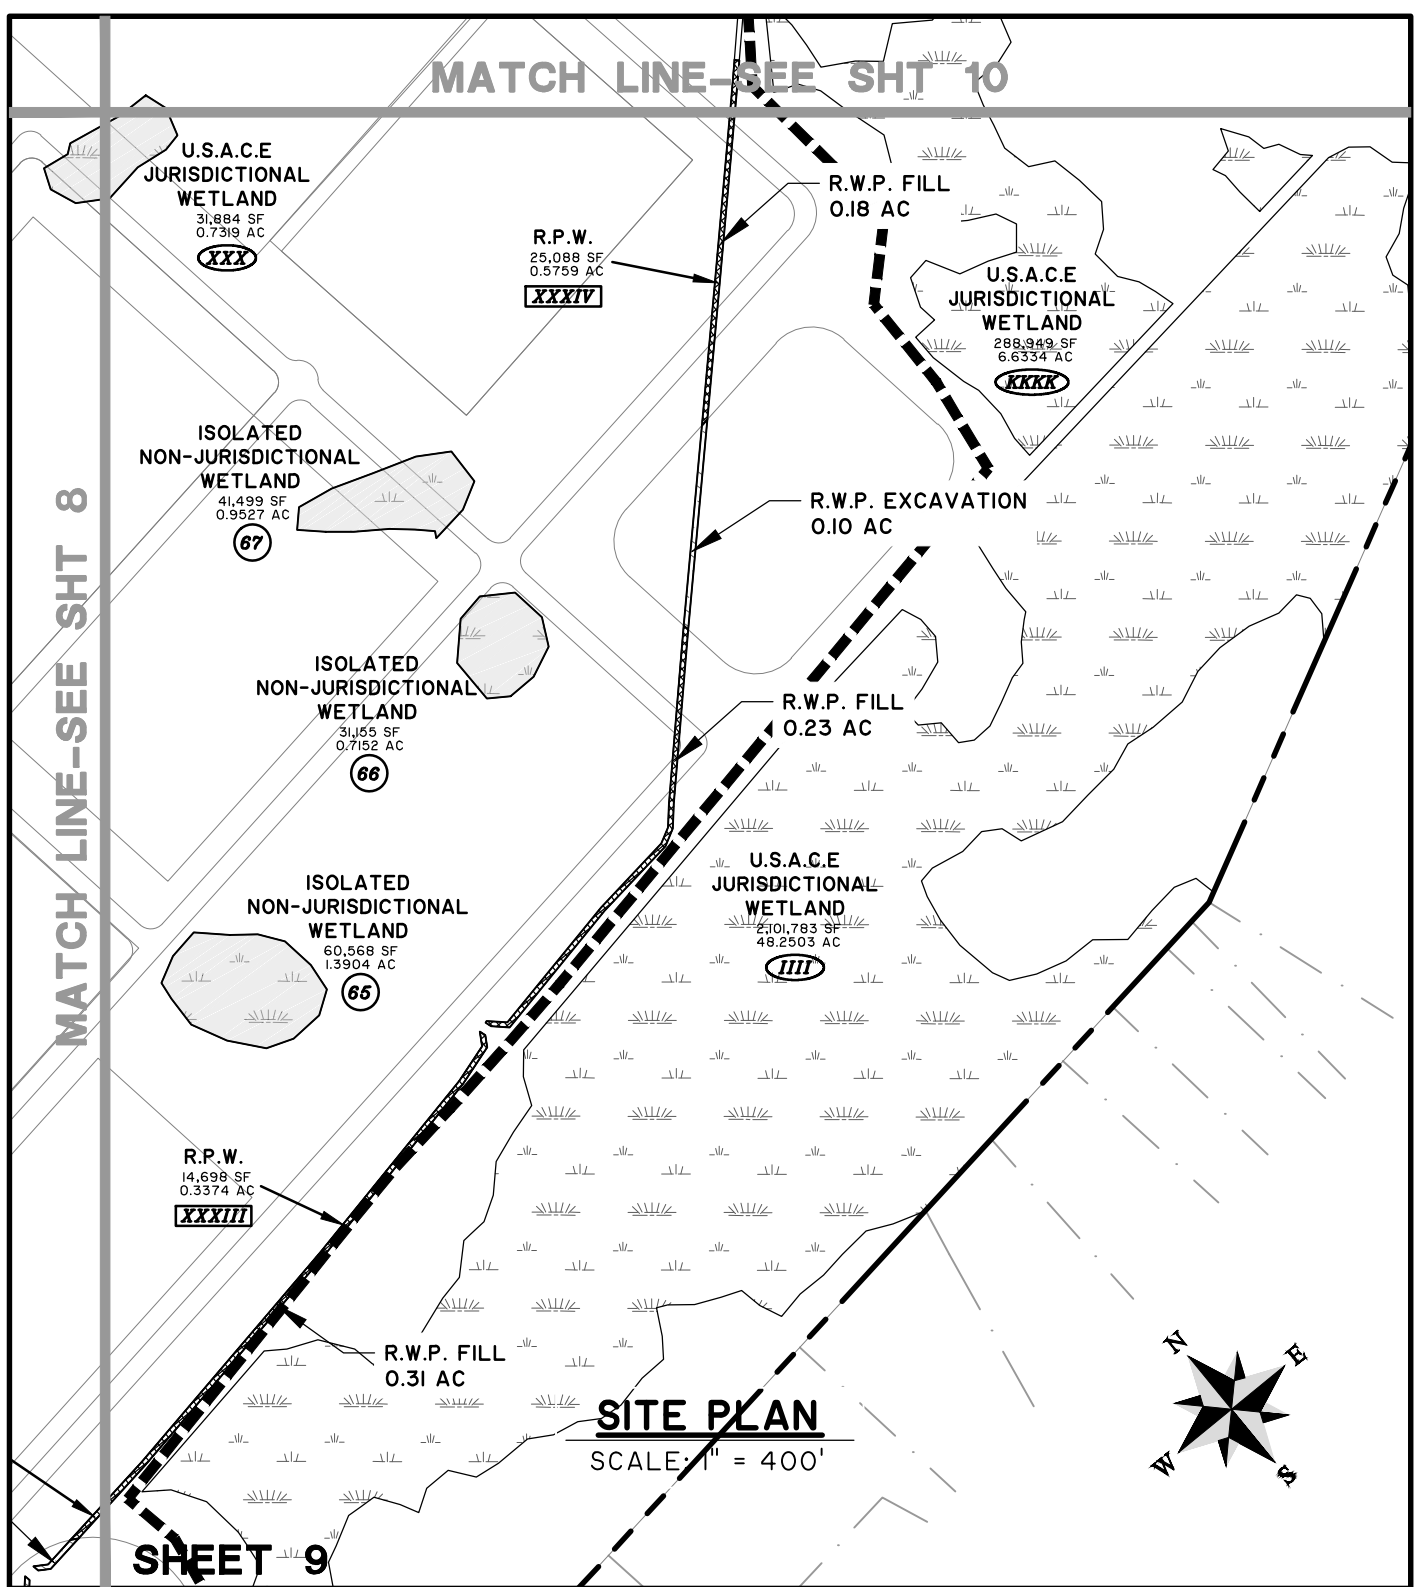 MATCH LINE-SEE SHT 10
U.S.A.C.E
JURISDICTIONAL
WETLAND
31,884 SF
0.7319 AC
XXX
R.W.P. FILL
0.18 AC
R.P.W.
25,088 SF
0.5759 AC
XXXIV
U.S.A.C.E
JURISDICTIONAL
WETLAND
288,949 SF
6.6334 AC
KKKK
ISOLATED
NON-JURISDICTIONAL
WETLAND
41,499 SF
0.9527 AC
67
R.W.P. EXCAVATION
0.10 AC
MATCH LINE-SEE SHT 8
ISOLATED
NON-JURISDICTIONAL
WETLAND
31,155 SF
0.7152 AC
66
R.W.P. FILL
0.23 AC
ISOLATED
NON-JURISDICTIONAL
WETLAND
60,568 SF
1.3904 AC
65
U.S.A.C.E
JURISDICTIONAL
WETLAND
2,101,783 SF
48.2503 AC
IIII
R.P.W.
14,698 SF
0.3374 AC
XXXIII
R.W.P. FILL
0.31 AC
N
E
W
S
SITE PLAN
SCALE: 1" = 400'
SHEET 9